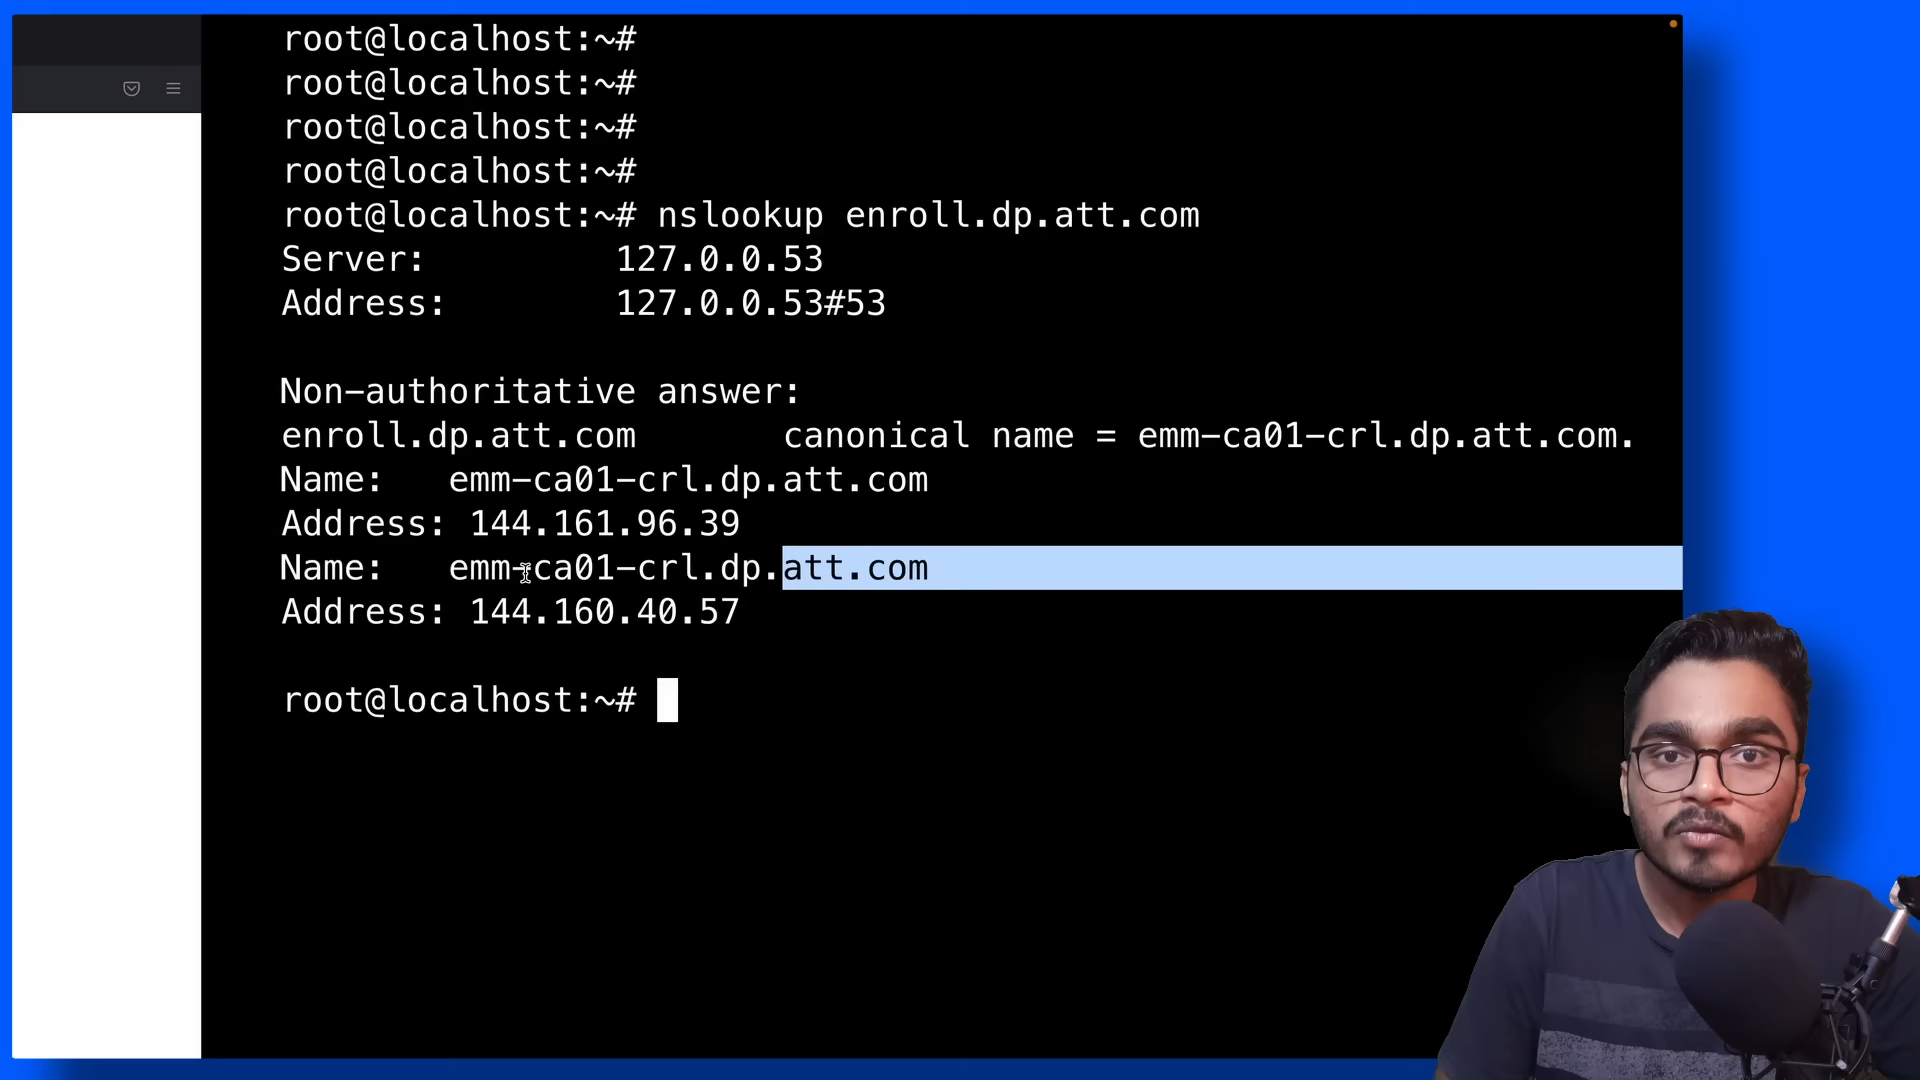 root@localhost:~#
root@localhost:~#
root@localhost:~#
root@localhost:~#
root@localhost:~# nslookup enroll.dp.att.com
Server: 127.0.0.53
Address: 127.0.0.53#53
Non-authoritative answer:
enroll.dp.att.com canonical name = emm-ca01-crl.dp.att.com.
Name: emm-ca01-crl.dp.att.com
Address: 144.161.96.39
Name: emm-ca01-crl.dp.att.com
Address: 144.160.40.57
root@localhost:~#